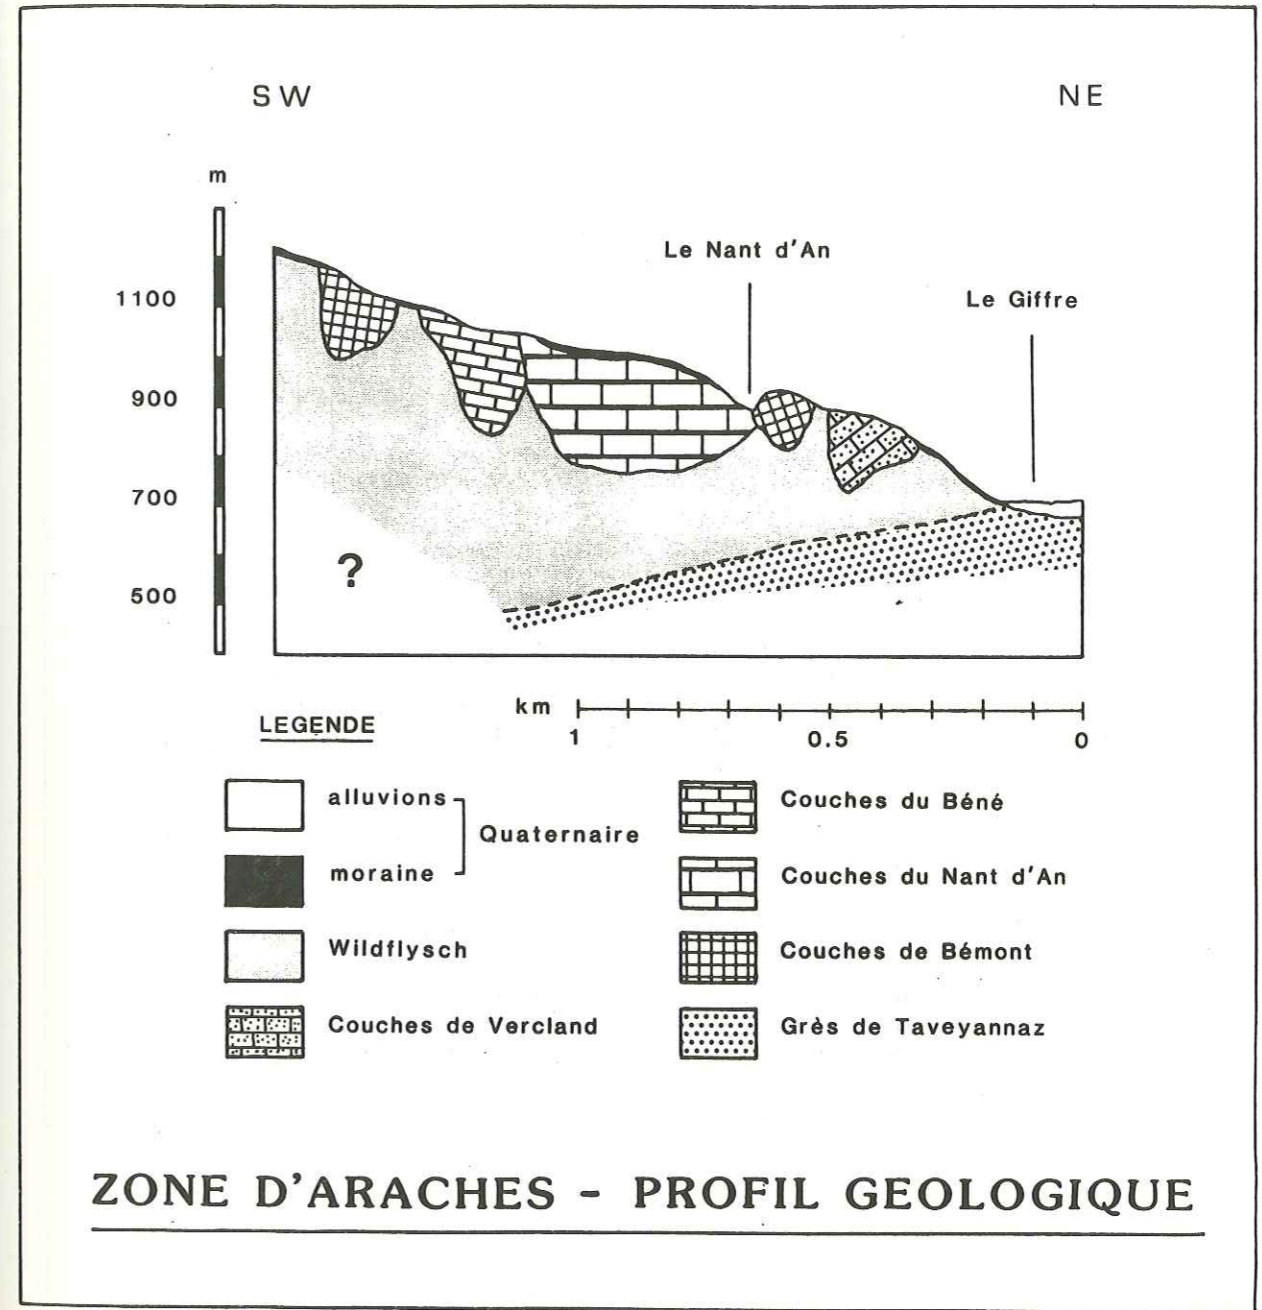 SW NE
m
Le Nant d'An
Le Giffre
1100
900
700
500
?
km
1 0.5 0
LEGENDE
alluvions
Quaternaire
moraine
Wildflysch
Couches de Vercland
Couches du Béné
Couches du Nant d'An
Couches de Bémont
Grès de Taveyannaz
ZONE D'ARACHES - PROFIL GEOLOGIQUE